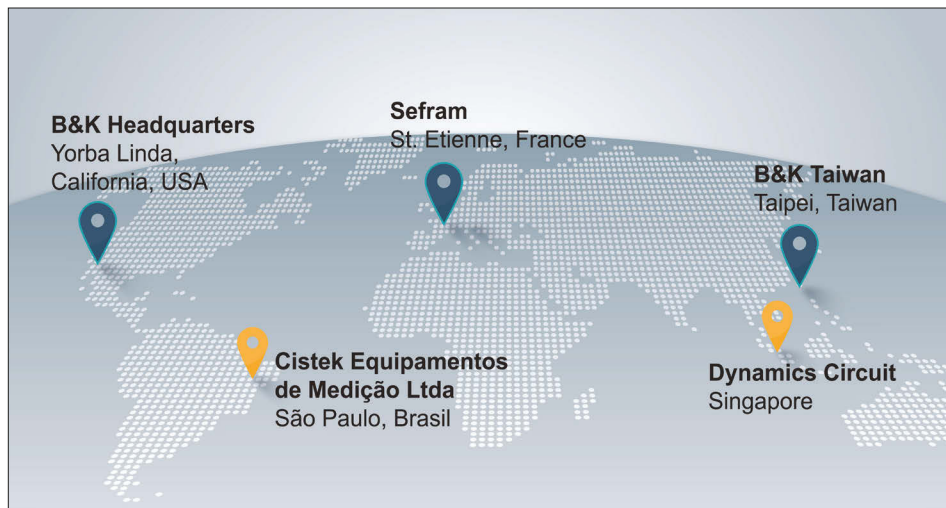 B&K Headquarters
Yorba Linda,
California, USA
Sefram
St. Etienne, France
B&K Taiwan
Taipei, Taiwan
Cistek Equipamentos
de Medição Ltda
São Paulo, Brasil
Dynamics Circuit
Singapore